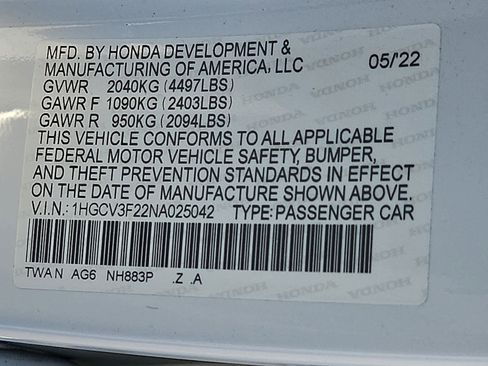 MFD. BY HONDA DEVELOPMENT &
MANUFACTURING OF AMERICA, LLC 05/'22
GVWR 2040KG (4497LBS)
GAWR F 1090KG (2403LBS)
GAWR R 950KG (2094LBS)
THIS VEHICLE CONFORMS TO ALL APPLICABLE
FEDERAL MOTOR VEHICLE SAFETY, BUMPER,
AND THEFT PREVENTION STANDARDS IN EFFECT
ON THE DATE OF MANUFACTURE SHOWN ABOVE.
V.I.N.: 1HGCV3F22NA025042 TYPE: PASSENGER CAR
TWA N AG6 NH883P .Z .A